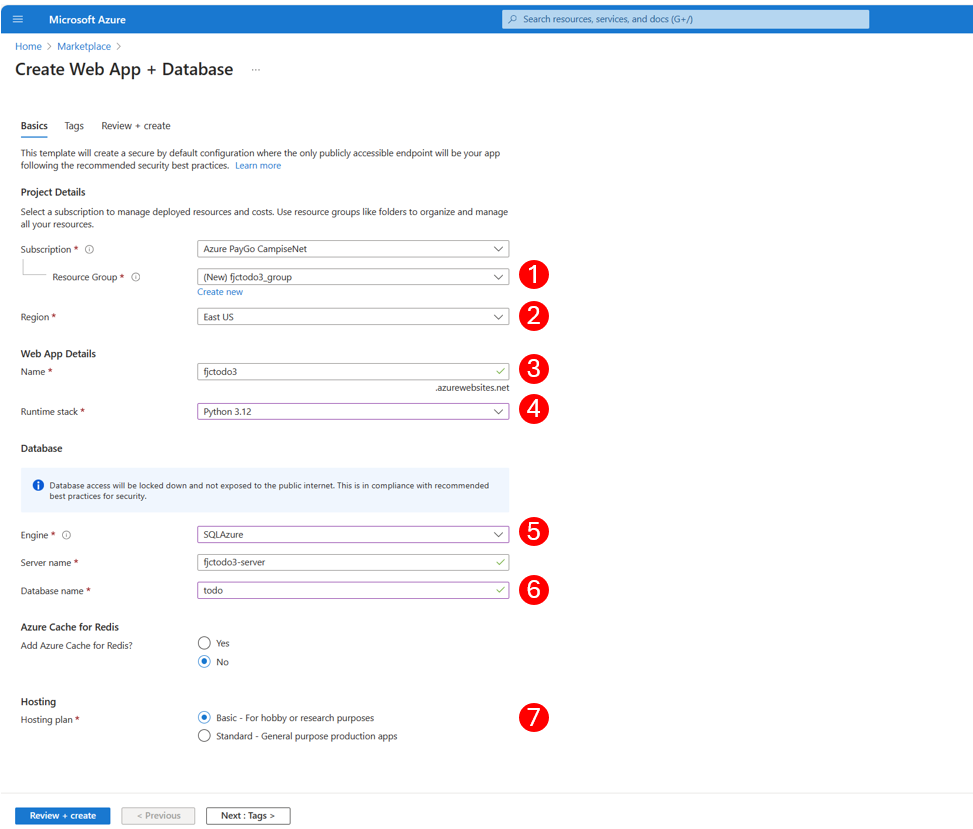 Microsoft Azure
Search resources, services, and docs (G+/)
Home > Marketplace >
Create Web App + Database ...
Basics Tags Review + create
This template will create a secure by default configuration where the only publicly accessible endpoint will be your app
following the recommended security best practices. Learn more
Project Details
Select a subscription to manage deployed resources and costs. Use resource groups like folders to organize and manage
all your resources.
Subscription * Azure PayGo CampiseNet
Resource Group * (New) fjctodo3_group 1
Create new
Region * East US 2
Web App Details
Name * fjctodo3 3
.azurewebsites.net
Runtime stack * Python 3.12 4
Database
Database access will be locked down and not exposed to the public internet. This is in compliance with recommended
best practices for security.
Engine * SQLAzure 5
Server name * fjctodo3-server
Database name * todo 6
Azure Cache for Redis
Add Azure Cache for Redis? Yes
No
Hosting
Hosting plan * Basic - For hobby or research purposes 7
Standard - General purpose production apps
Review + create < Previous Next : Tags >